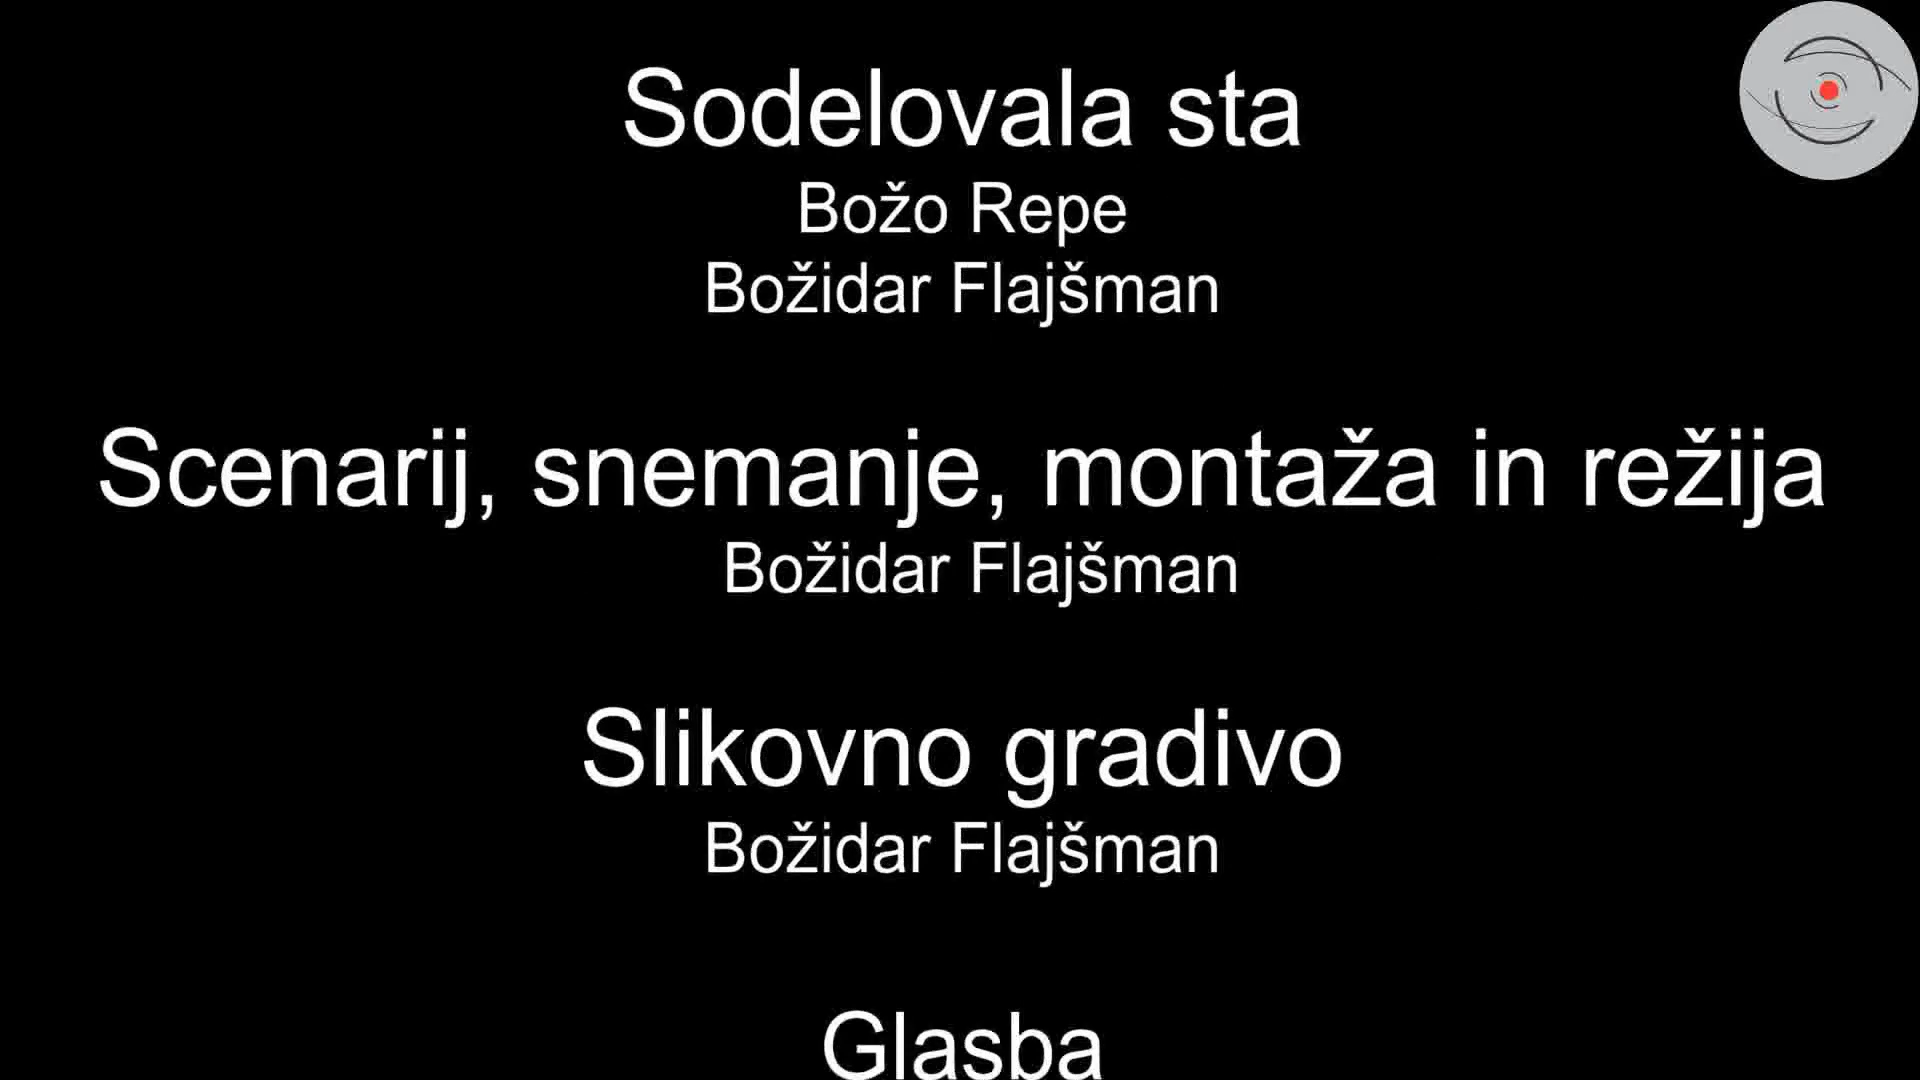 Sodelovala sta
Božo Repe
Božidar Flajšman
Scenarij, snemanje, montaža in režija
Božidar Flajšman
Slikovno gradivo
Božidar Flajšman
Glasba